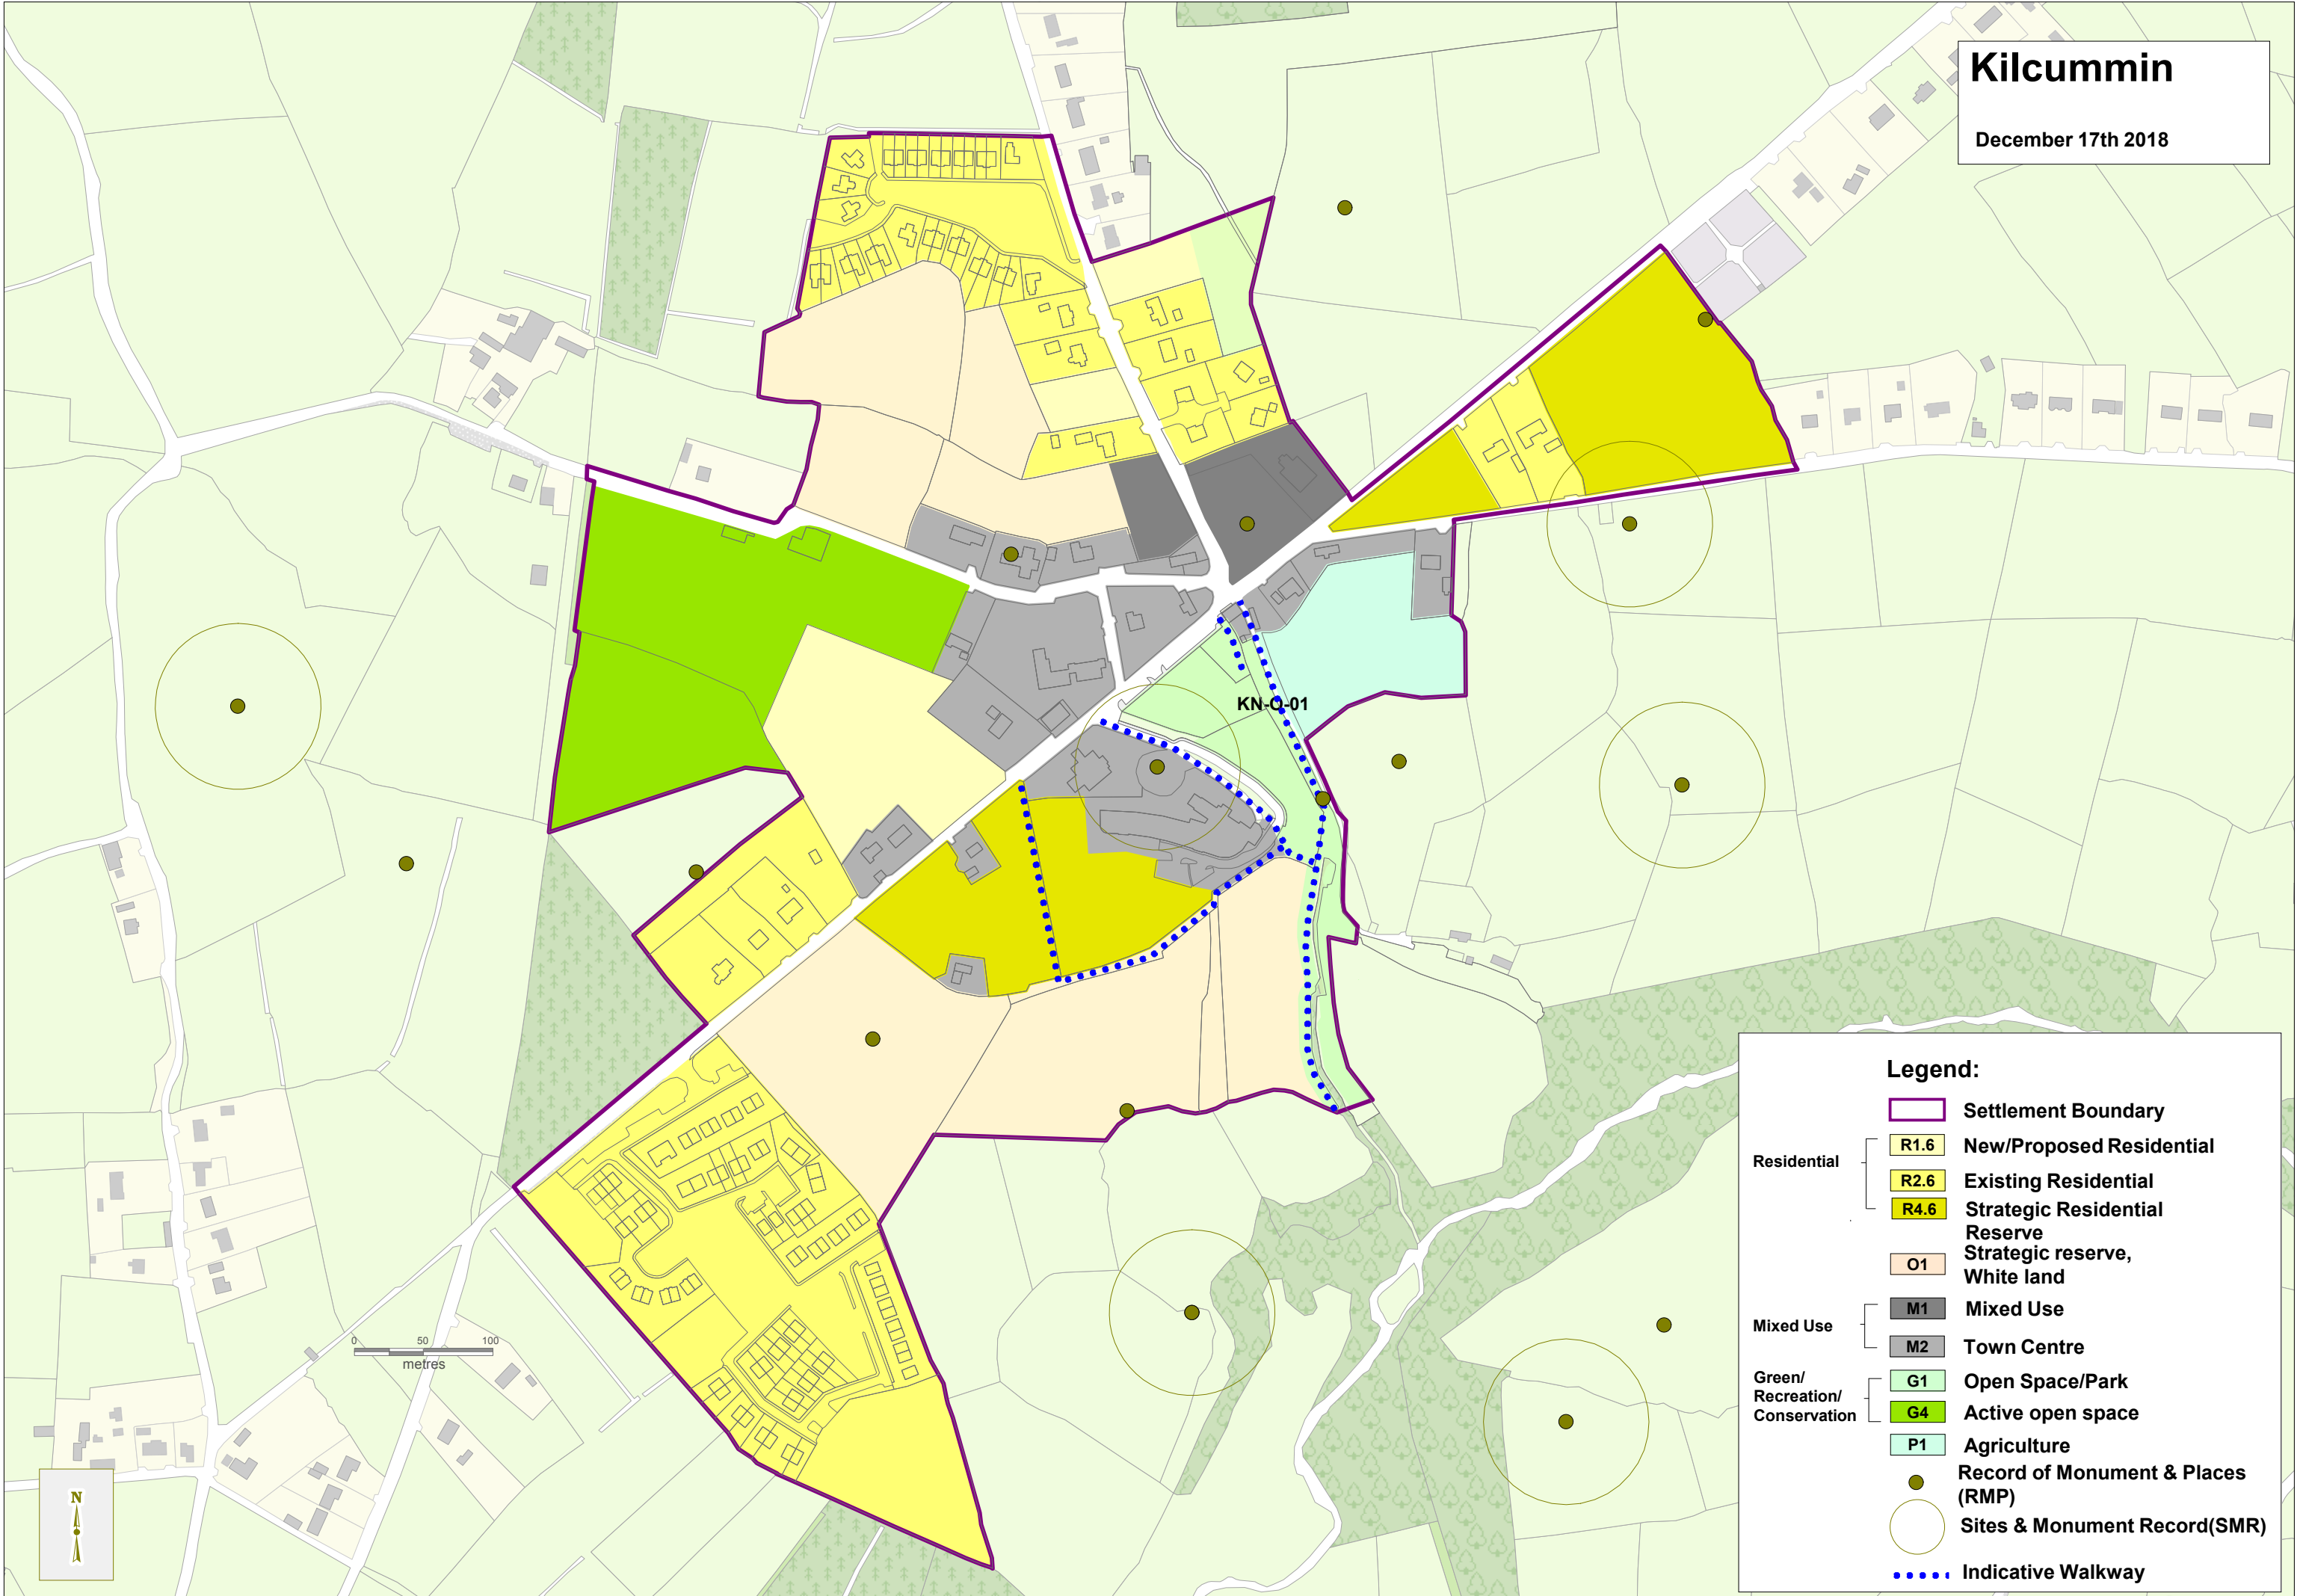 Kilcummin
December 17th 2018
KN-O-01
Legend:
Settlement Boundary
Residential
R1.6 New/Proposed Residential
R2.6 Existing Residential
R4.6 Strategic Residential
Reserve
O1 Strategic reserve,
White land
Mixed Use
M1 Mixed Use
M2 Town Centre
Green/
Recreation/
Conservation
G1 Open Space/Park
G4 Active open space
P1 Agriculture
Record of Monument & Places
(RMP)
Sites & Monument Record(SMR)
Indicative Walkway
0 50 100
metres
N